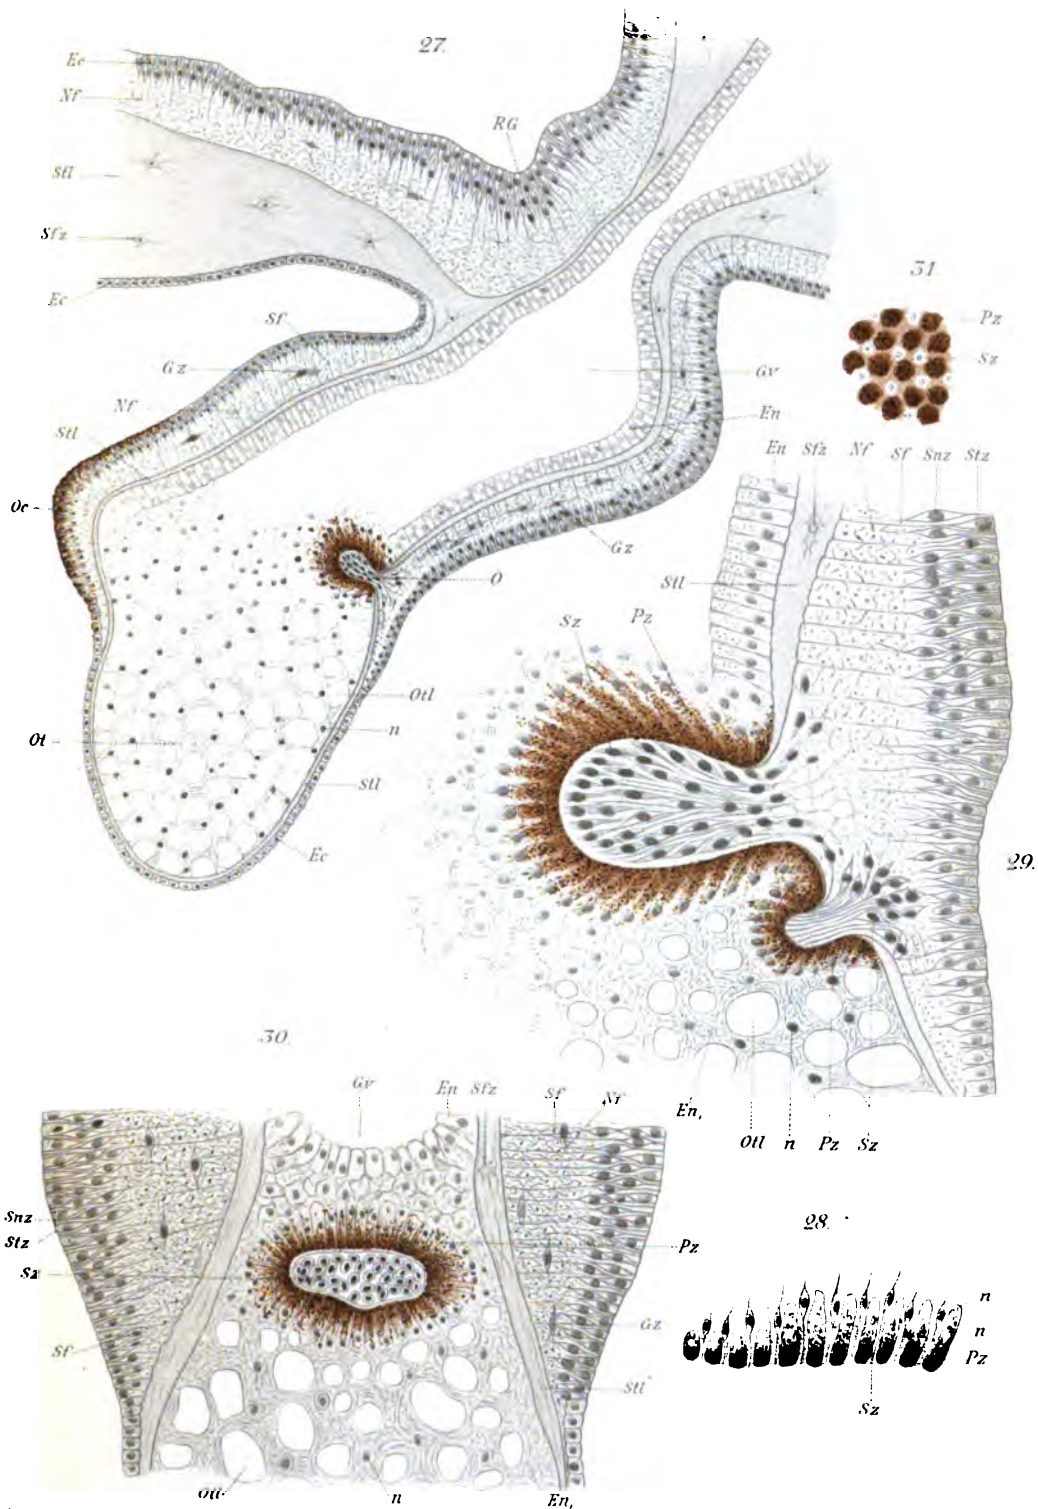 27.
Ec
Nf
RG
Stl
Sfz
Ec
Sf
Gz
Nf
Stl
Oc
Gv
En
Gz
O
Otl
n
Ot
Stl
Ec
31
Pz
Sz
En Sfz Nf Sf Snz Stz
Stl
Sz
Pz
29.
En, Otl n Pz Sz
30.
Gv En Sfz Sf Nf
Snz
Stz
Sz
Sf
Pz
Gz
Stl
Otl n En,
28.
n
n
Pz
Sz